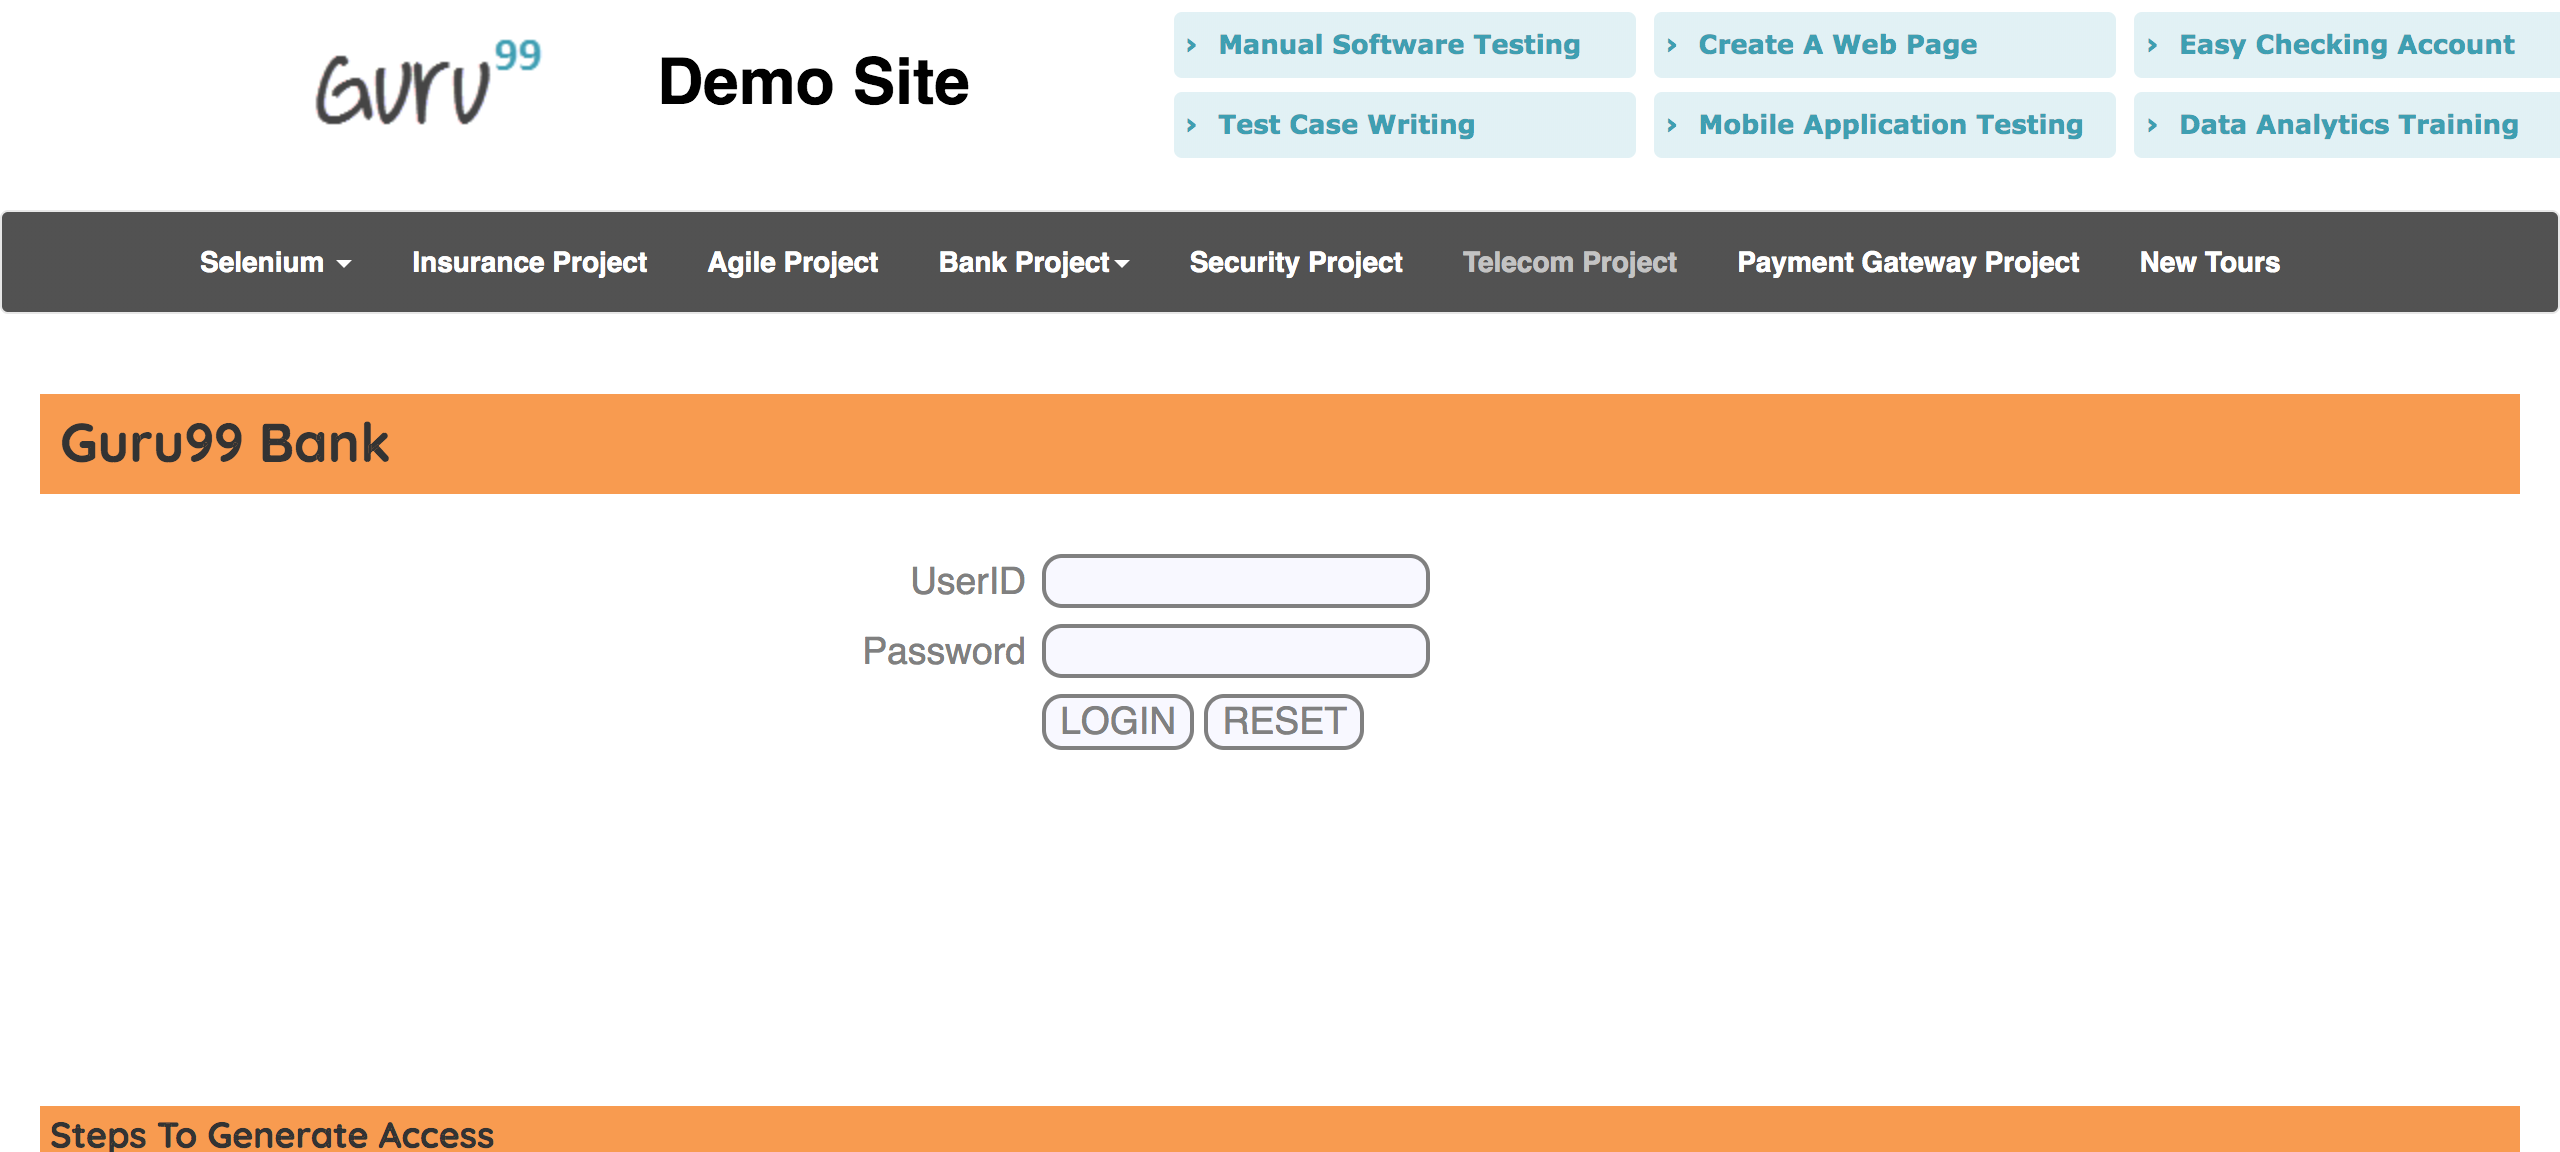 Guru99
Demo Site
› Manual Software Testing
› Create A Web Page
› Easy Checking Account
› Test Case Writing
› Mobile Application Testing
› Data Analytics Training
Selenium Insurance Project Agile Project Bank Project Security Project Telecom Project Payment Gateway Project New Tours
Guru99 Bank
UserID
Password
LOGIN RESET
Steps To Generate Access